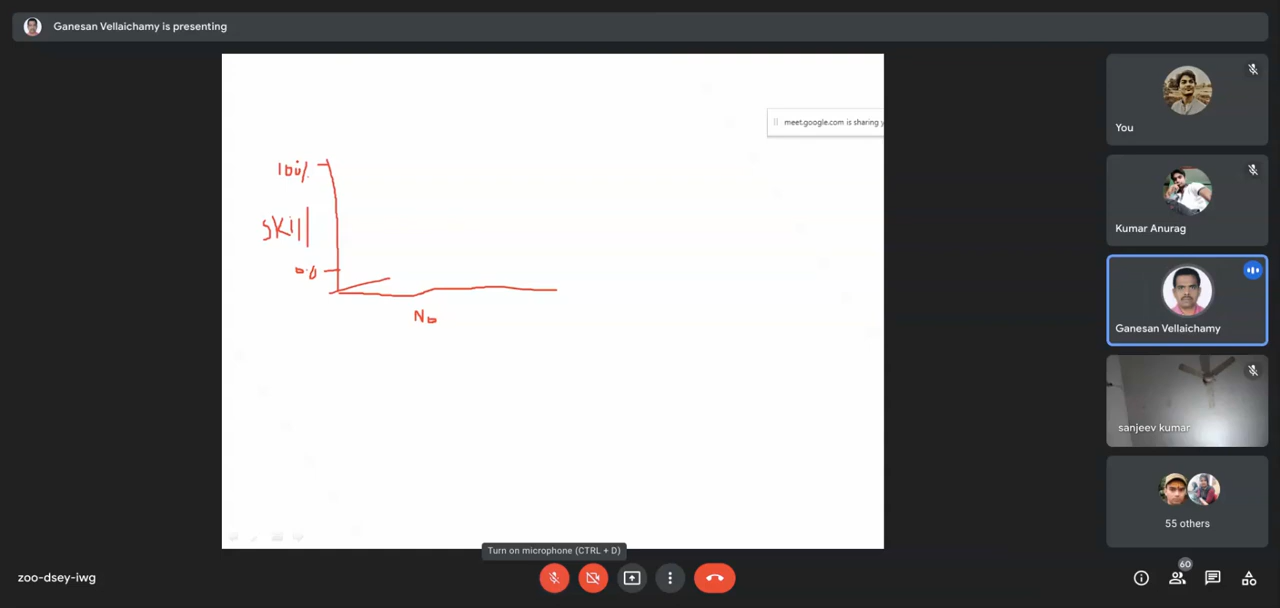 Ganesan Vellaichamy is presenting
meet.google.com is sharing y
100%
Skill
No
You
Kumar Anurag
Ganesan Vellaichamy
sanjeev kumar
55 others
Turn on microphone (CTRL + D)
zoo-dsey-iwg
60